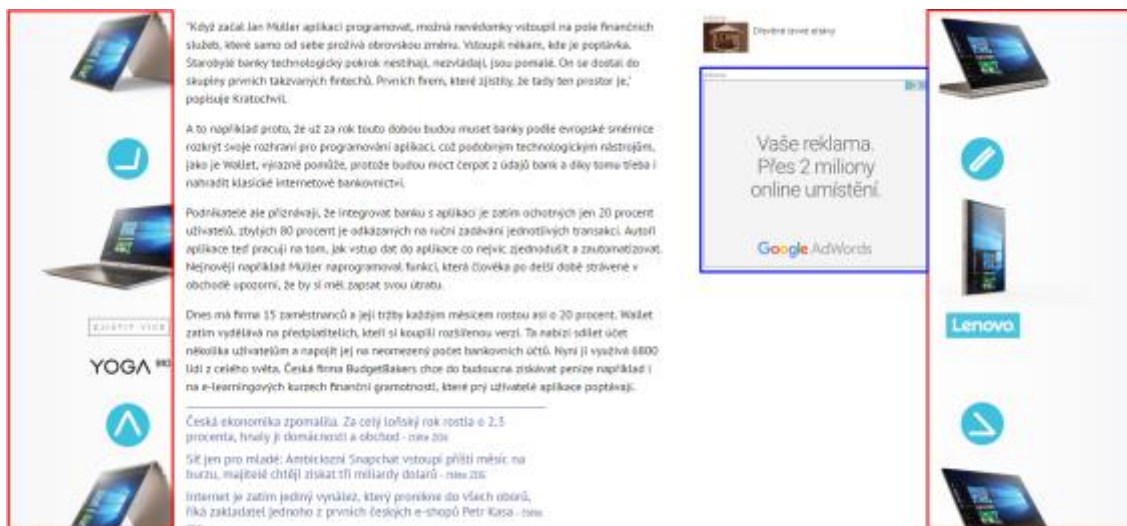 "Když začal Jan Müller aplikaci programovat, možná nevědomky vstoupil na pole finančních
služeb, které samo od sebe prožívá obrovskou změnu. Vstoupil někam, kde je poptávka.
Starobylé banky technologicky pokrok nestíhají, nezvládají, jsou pomalé. On se dostal do
skupiny prvních takzvaných fintechů. Prvních firem, které zjistily, že tady ten prostor je,"
popisuje Kratochvíl.
A to například proto, že už za rok touto dobou budou muset banky podle evropské směrnice
rozkrýt svoje rozhraní pro programování aplikací, což podobným technologickým nástrojům,
jako je Wallet, výrazně pomůže, protože budou moct čerpat z údajů bank a díky tomu třeba i
nahradit klasické internetové bankovnictví.
Podnikatelé ale přiznávají, že integrovat banku s aplikací je zatím ochotných jen 20 procent
uživatelů, zbylých 80 procent je odkázaných na ruční zadávání jednotlivých transakcí. Autoři
aplikace teď pracují na tom, jak vstup dat do aplikace co nejvíc zjednodušit a zautomatizovat.
Nejnověji například Müller naprogramoval funkci, která člověka po delší době strávené v
obchodě upozorní, že by si měl zapsat svou útratu.
Dnes má firma 15 zaměstnanců a její tržby každým měsícem rostou asi o 20 procent. Wallet
zatím vydělává na předplatitelích, kteří si koupili rozšířenou verzi. Ta nabízí sdílet účet
několika uživatelům a napojit jej na neomezený počet bankovních účtů. Nyní ji využívá 6800
lidí z celého světa. Česká firma BudgetBakers chce do budoucna získávat peníze například i
na e-learningových kurzech finanční gramotnosti, které prý uživatelé aplikace poptávají.
Česká ekonomika zpomalila. Za celý loňský rok rostla o 2,3
procenta, hnaly ji domácnosti a obchod - čtěte ZDE
Síť jen pro mladé: Ambiciózní Snapchat vstoupí příští měsíc na
burzu, majitelé chtějí získat tři miliardy dolarů - čtěte ZDE
Internet je zatím jediný vynález, který pronikne do všech oborů,
říká zakladatel jednoho z prvních českých e-shopů Petr Kasa - čtěte
ZJISTIT VÍCE
YOGA 910
Dřevěné lavné
Vaše reklama.
Přes 2 miliony
online umístění.
Google AdWords
Lenovo